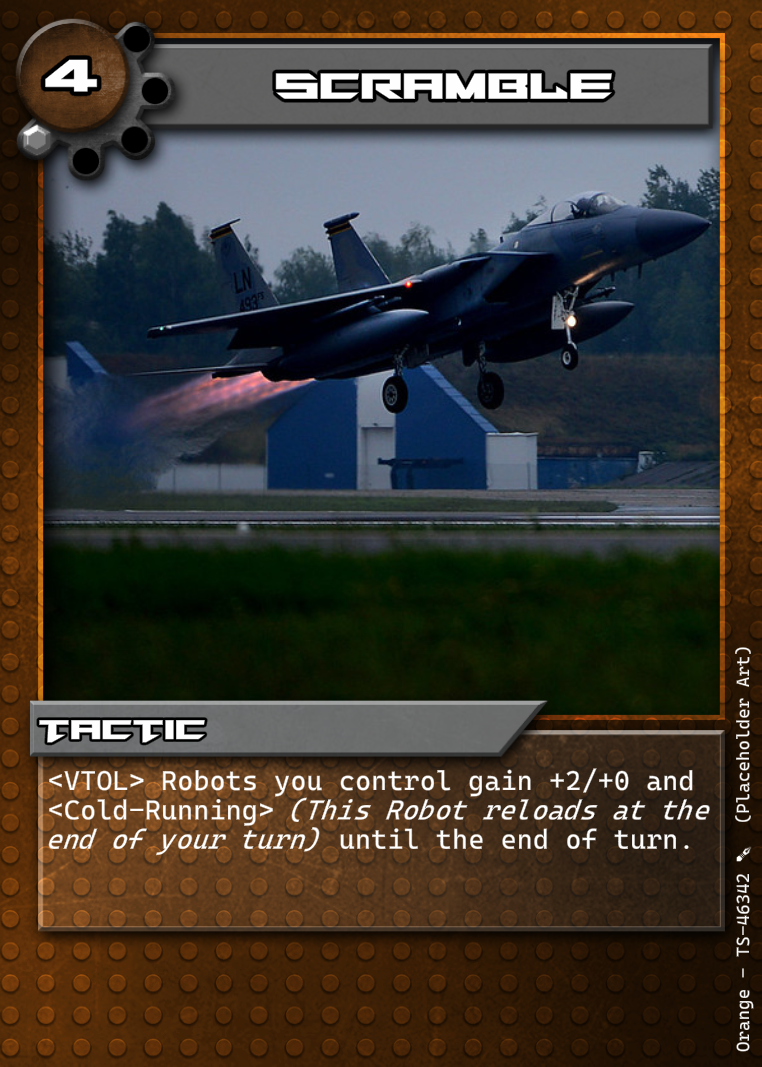 4
SCRAMBLE
LN
TACTIC
<VTOL> Robots you control gain +2/+0 and
<Cold-Running> (This Robot reloads at the
end of your turn) until the end of turn.
Orange - TS-46342 (Placeholder Art)